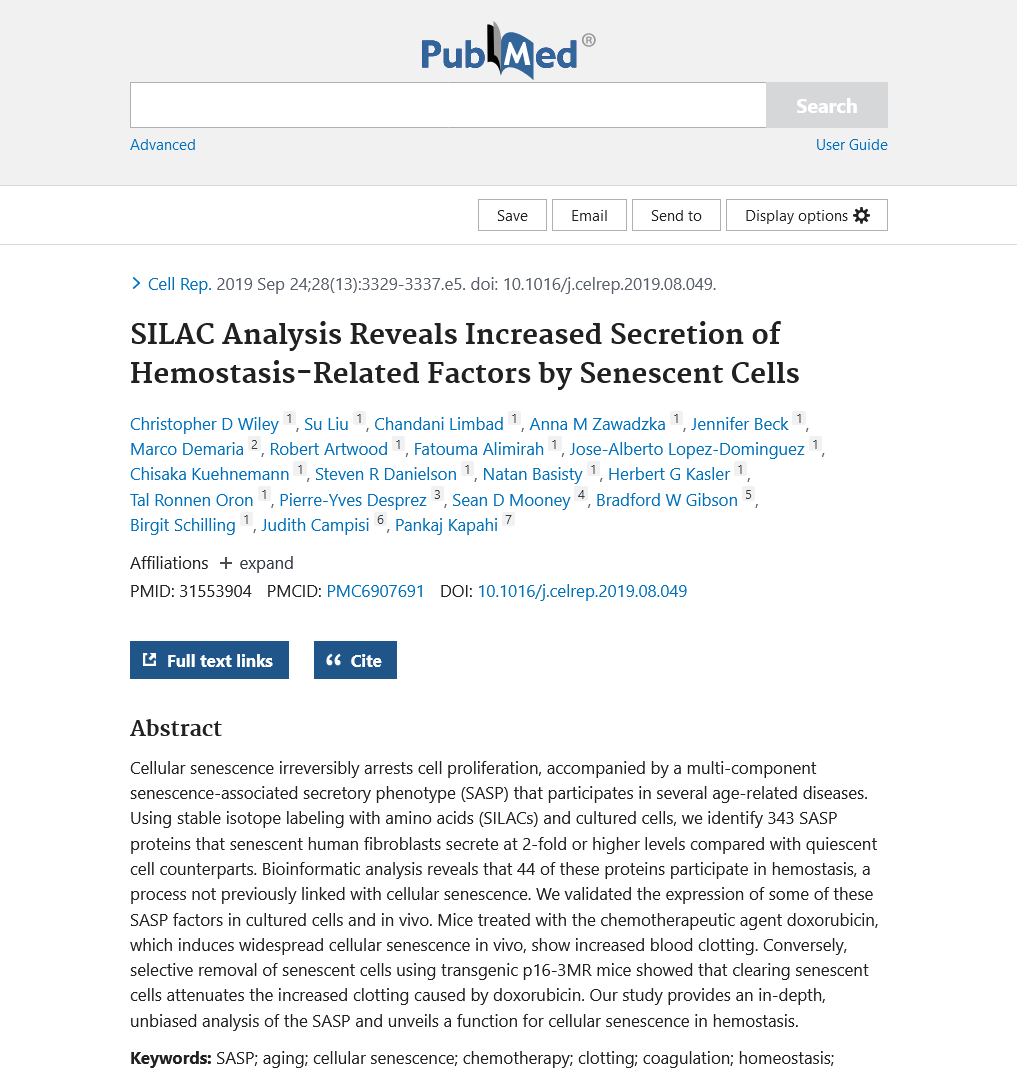 PubMed®
Search
Advanced
User Guide
Save
Email
Send to
Display options
Cell Rep. 2019 Sep 24;28(13):3329-3337.e5. doi: 10.1016/j.celrep.2019.08.049.
SILAC Analysis Reveals Increased Secretion of
Hemostasis-Related Factors by Senescent Cells
Christopher D Wiley 1, Su Liu 1, Chandani Limbad 1, Anna M Zawadzka 1, Jennifer Beck 1,
Marco Demaria 2, Robert Artwood 1, Fatouma Alimirah 1, Jose-Alberto Lopez-Dominguez 1,
Chisaka Kuehnemann 1, Steven R Danielson 1, Natan Basisty 1, Herbert G Kasler 1,
Tal Ronnen Oron 1, Pierre-Yves Desprez 3, Sean D Mooney 4, Bradford W Gibson 5,
Birgit Schilling 1, Judith Campisi 6, Pankaj Kapahi 7
Affiliations + expand
PMID: 31553904 PMCID: PMC6907691 DOI: 10.1016/j.celrep.2019.08.049
Full text links
Cite
Abstract
Cellular senescence irreversibly arrests cell proliferation, accompanied by a multi-component
senescence-associated secretory phenotype (SASP) that participates in several age-related diseases.
Using stable isotope labeling with amino acids (SILACs) and cultured cells, we identify 343 SASP
proteins that senescent human fibroblasts secrete at 2-fold or higher levels compared with quiescent
cell counterparts. Bioinformatic analysis reveals that 44 of these proteins participate in hemostasis, a
process not previously linked with cellular senescence. We validated the expression of some of these
SASP factors in cultured cells and in vivo. Mice treated with the chemotherapeutic agent doxorubicin,
which induces widespread cellular senescence in vivo, show increased blood clotting. Conversely,
selective removal of senescent cells using transgenic p16-3MR mice showed that clearing senescent
cells attenuates the increased clotting caused by doxorubicin. Our study provides an in-depth,
unbiased analysis of the SASP and unveils a function for cellular senescence in hemostasis.
Keywords: SASP; aging; cellular senescence; chemotherapy; clotting; coagulation; homeostasis;